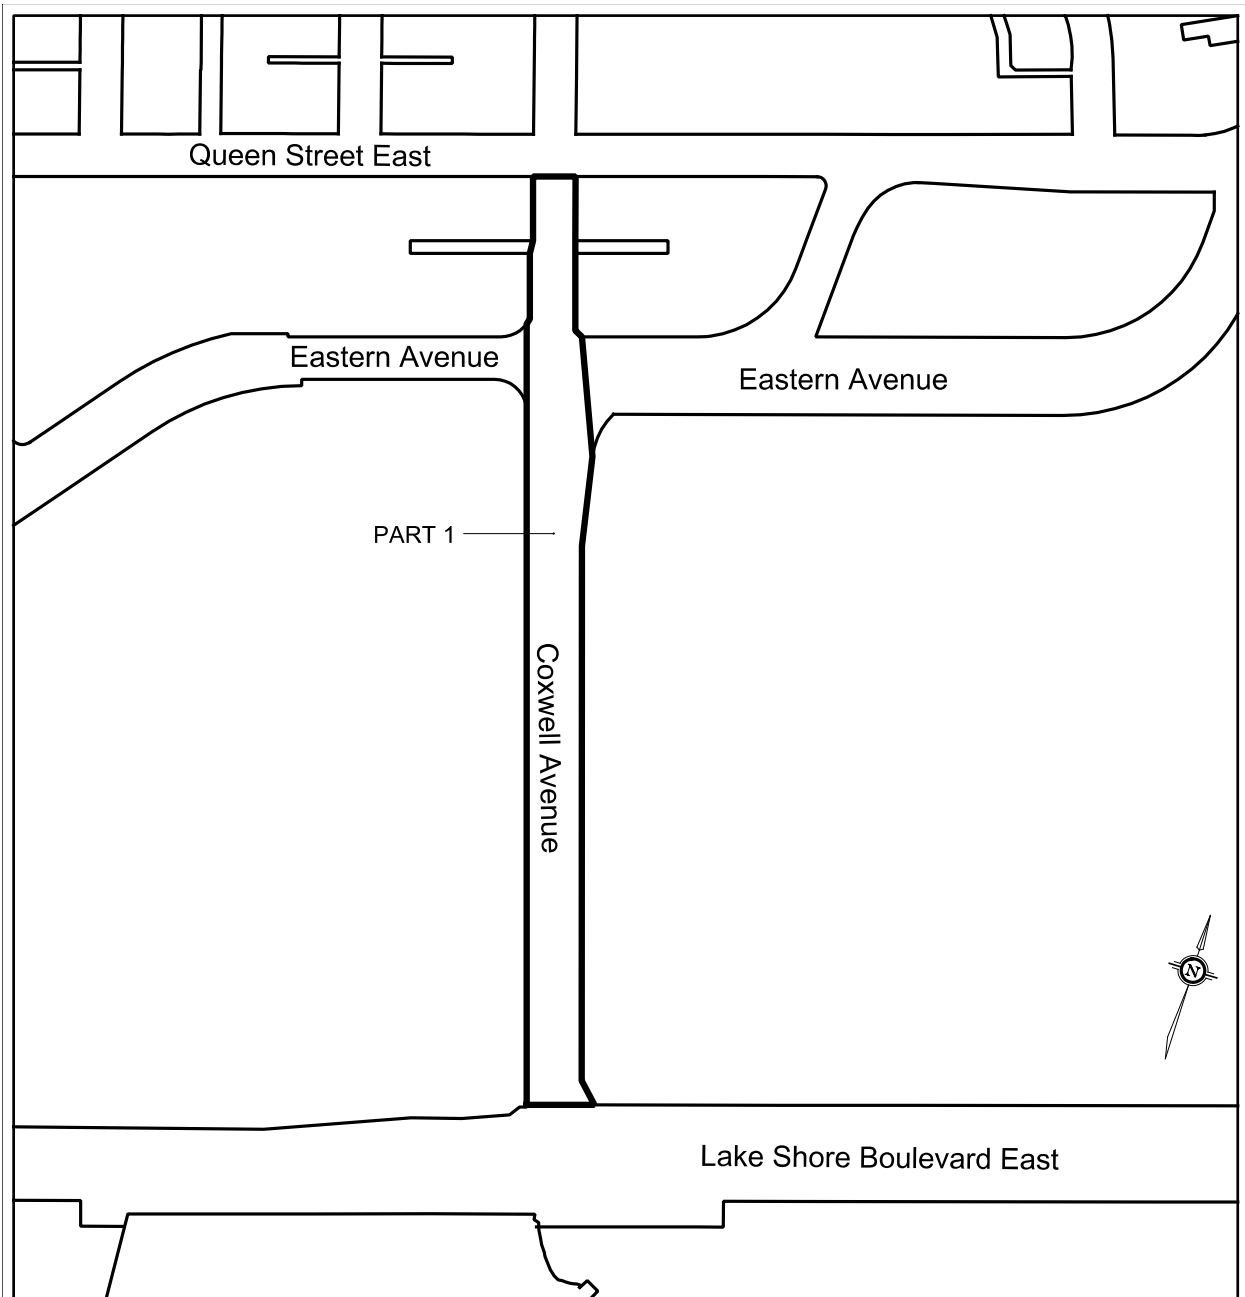 Queen Street East
Eastern Avenue
Eastern Avenue
PART 1
Coxwell Avenue
N
Lake Shore Boulevard East